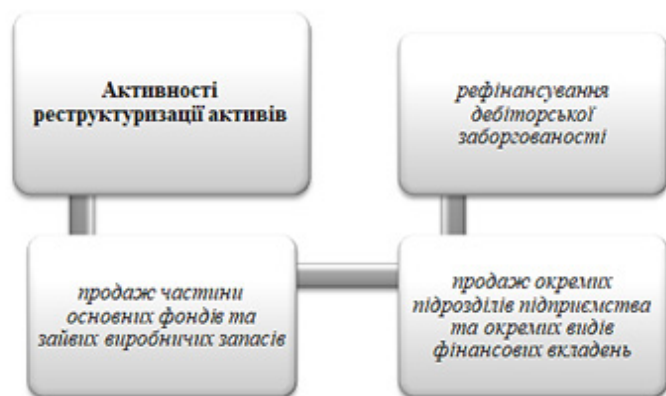 Активності
реструктуризації активів
рефінансування
дебіторської
заборгованості
продаж частини
основних фондів та
зайвих виробничих запасів
продаж окремих
підрозділів підприємства
та окремих видів
фінансових вкладень